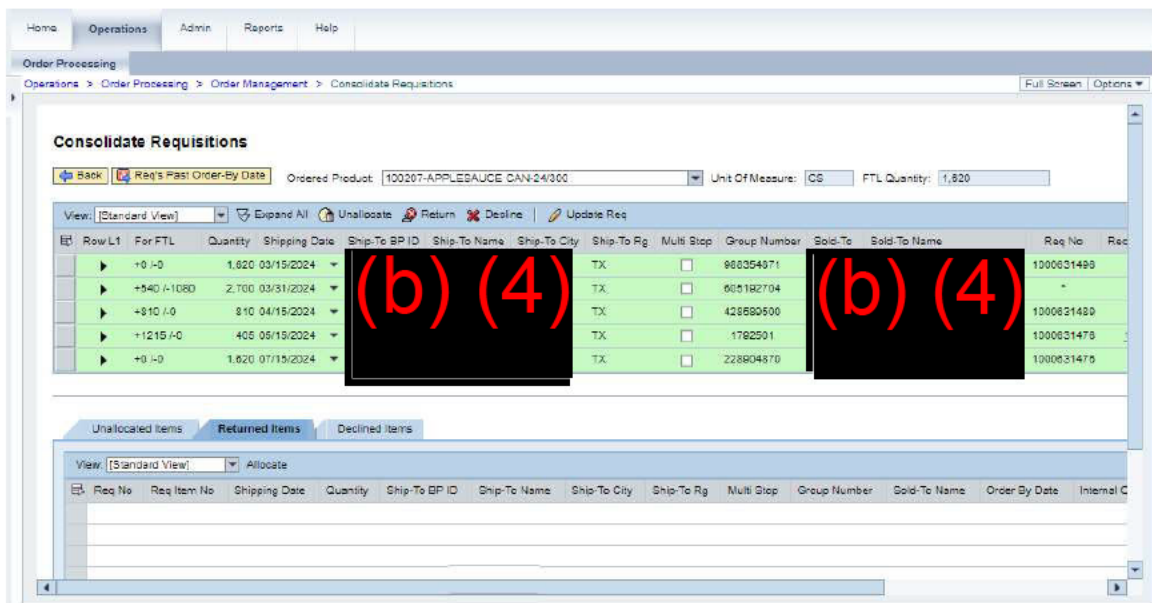 Home Operations Admin Reports Help
Order Processing
Operations > Order Processing > Order Management > Consolidate Requisitions Full Screen Options
Consolidate Requisitions
Back Req's Past Order-By Date Ordered Product: 100207-APPLESAUCE CAN-24/300 Unit Of Measure: CS FTL Quantity: 1,620
View: [Standard View] Expand All Unallocate Return Decline Update Req
Row L1 For FTL Quantity Shipping Date Ship-To BP ID Ship-To Name Ship-To City Ship-To Rg Multi Stop Group Number Sold-To Sold-To Name Req No Req
+0 /-0 1,620 03/15/2024 TX 986354871 1000631496
+540 /-1080 2,700 03/31/2024 TX 605192704 *
+810 /-0 810 04/15/2024 TX 428589500 1000631489
+1215 /-0 405 05/15/2024 TX 1792501 1000631478
+0 /-0 1,620 07/15/2024 TX 228904870 1000631476
(b) (4) (b) (4)
Unallocated Items Returned Items Declined Items
View: [Standard View] Allocate
Req No Req Item No Shipping Date Quantity Ship-To BP ID Ship-To Name Ship-To City Ship-To Rg Multi Stop Group Number Sold-To Name Order By Date Internal C